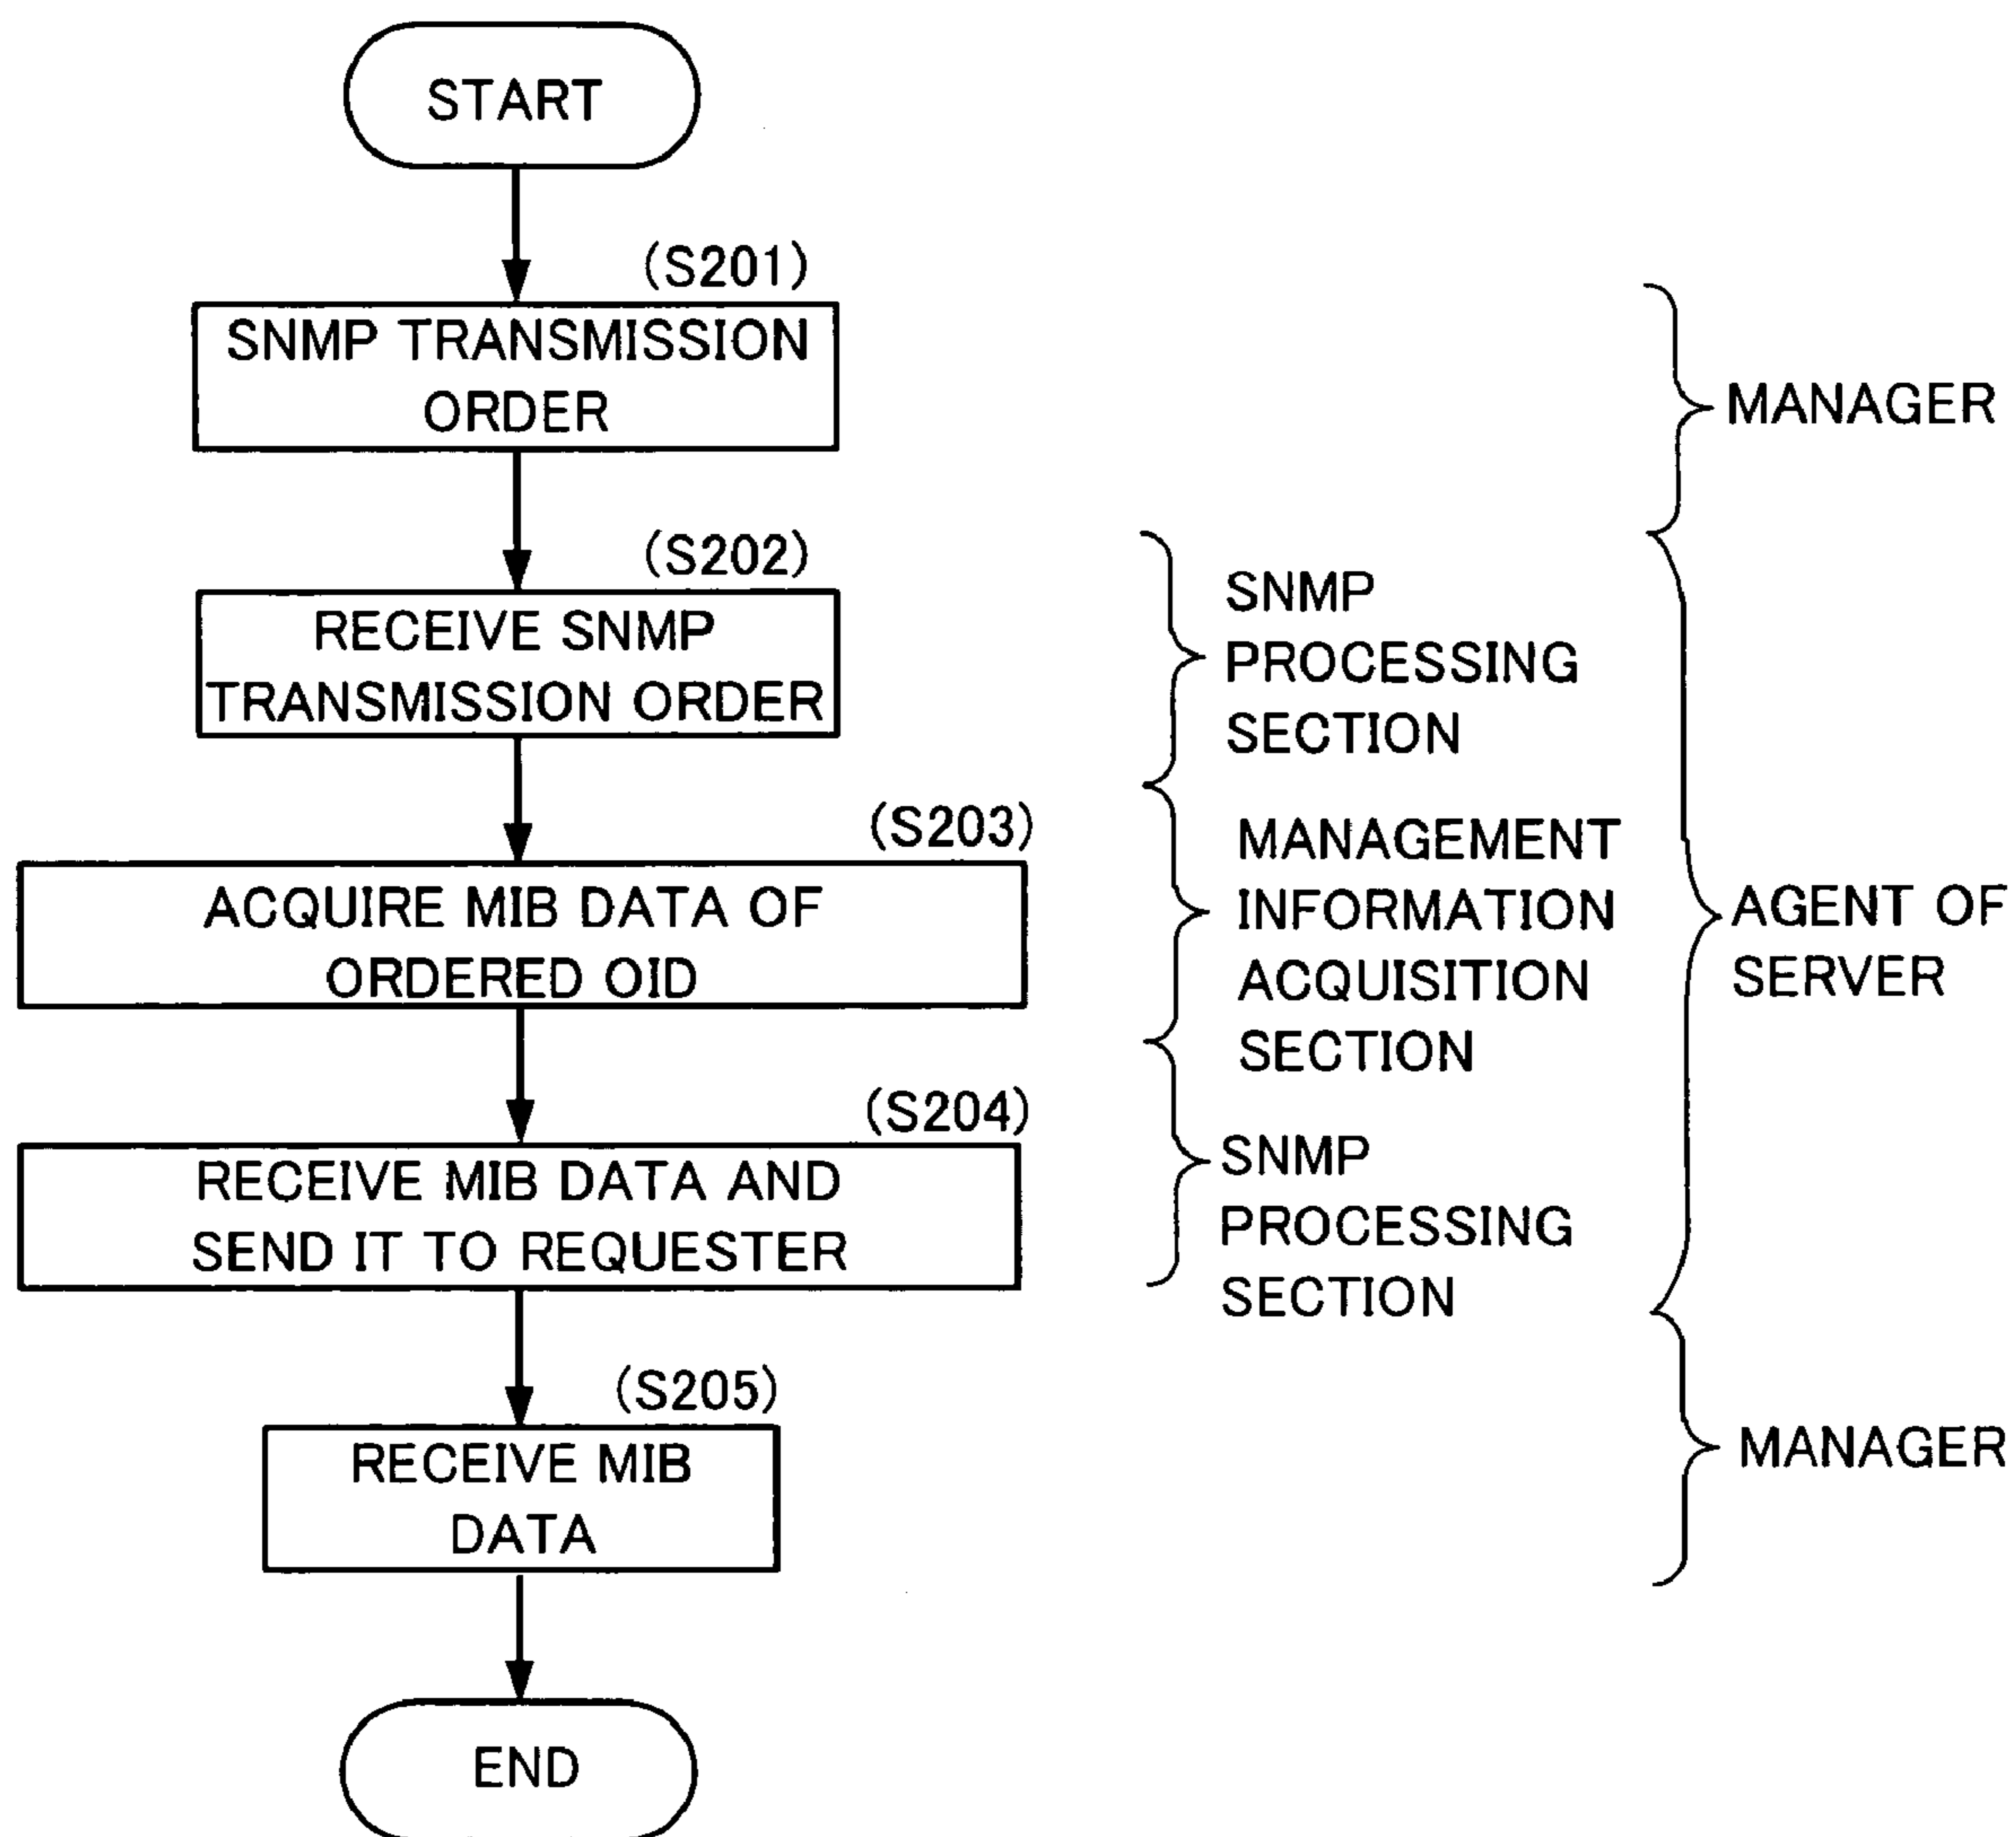 START
(S201)
SNMP TRANSMISSION
ORDER
MANAGER
(S202)
RECEIVE SNMP
TRANSMISSION ORDER
SNMP
PROCESSING
SECTION
(S203)
ACQUIRE MIB DATA OF
ORDERED OID
MANAGEMENT
INFORMATION
ACQUISITION
SECTION
AGENT OF
SERVER
(S204)
RECEIVE MIB DATA AND
SEND IT TO REQUESTER
SNMP
PROCESSING
SECTION
(S205)
RECEIVE MIB
DATA
MANAGER
END